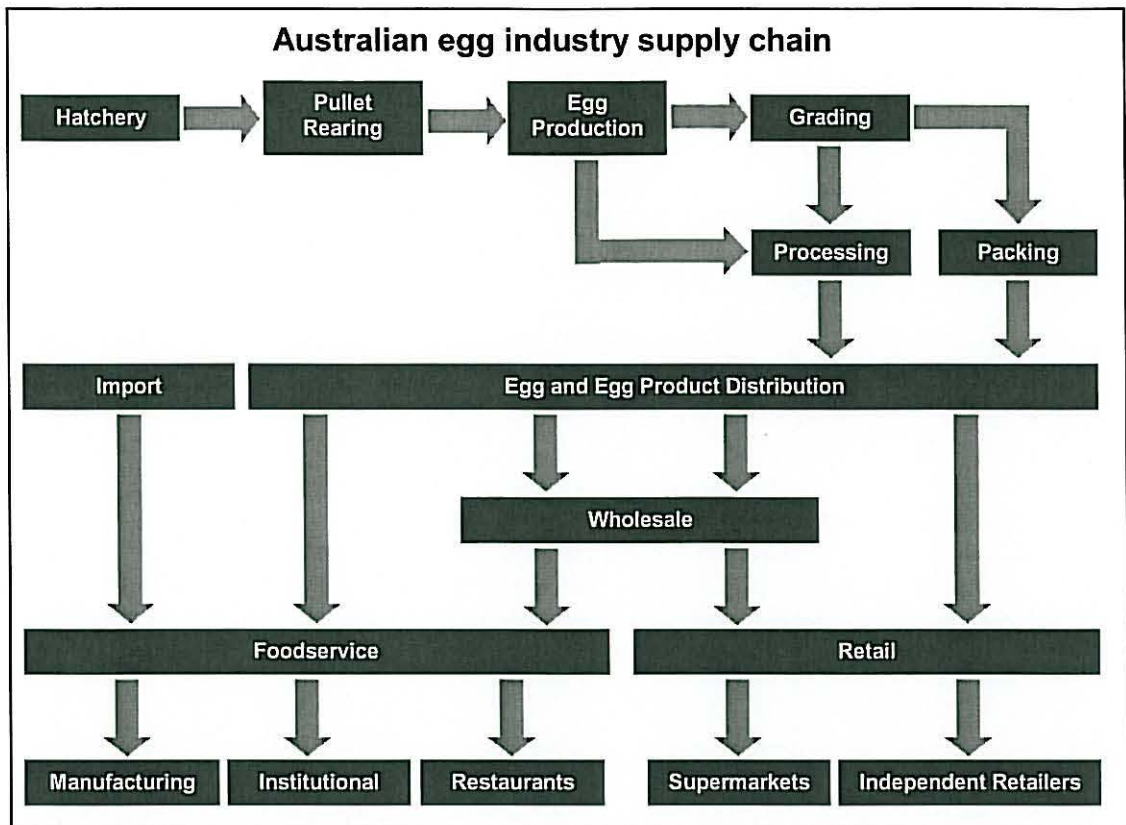 Australian egg industry supply chain
Hatchery
Pullet
Rearing
Egg
Production
Grading
Processing
Packing
Import
Egg and Egg Product Distribution
Wholesale
Foodservice
Retail
Manufacturing
Institutional
Restaurants
Supermarkets
Independent Retailers